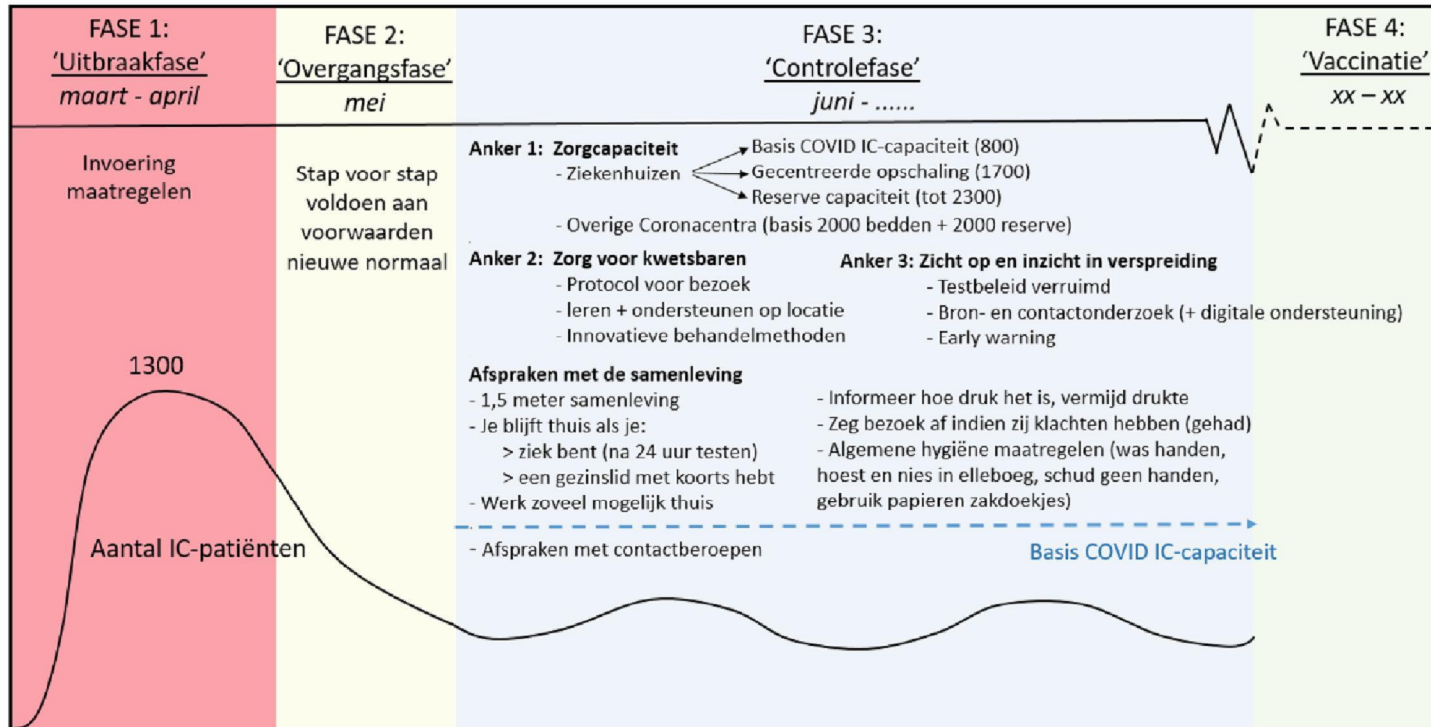 FASE 1:
'Uitbraakfase'
maart - april
Invoering
maatregelen
1300
Aantal IC-patiënten
FASE 2:
'Overgangsfase'
mei
Stap voor stap
voldoen aan
voorwaarden
nieuwe normaal
FASE 3:
'Controlefase'
juni - ......
Anker 1: Zorgcapaciteit
- Ziekenhuizen
Basis COVID IC-capaciteit (800)
Gecentreerde opschaling (1700)
Reserve capaciteit (tot 2300)
- Overige Coronacentra (basis 2000 bedden + 2000 reserve)
Anker 2: Zorg voor kwetsbaren
- Protocol voor bezoek
- leren + ondersteunen op locatie
- Innovatieve behandelmethoden
Anker 3: Zicht op en inzicht in verspreiding
- Testbeleid verruimd
- Bron- en contactonderzoek (+ digitale ondersteuning)
- Early warning
Afspraken met de samenleving
- 1,5 meter samenleving
- Je blijft thuis als je:
> ziek bent (na 24 uur testen)
> een gezinslid met koorts hebt
- Werk zoveel mogelijk thuis
- Informeer hoe druk het is, vermijd drukte
- Zeg bezoek af indien zij klachten hebben (gehad)
- Algemene hygiëne maatregelen (was handen,
hoest en nies in elleboeg, schud geen handen,
gebruik papieren zakdoekjes)
- Afspraken met contactberoepen
Basis COVID IC-capaciteit
FASE 4:
'Vaccinatie'
xx – xx